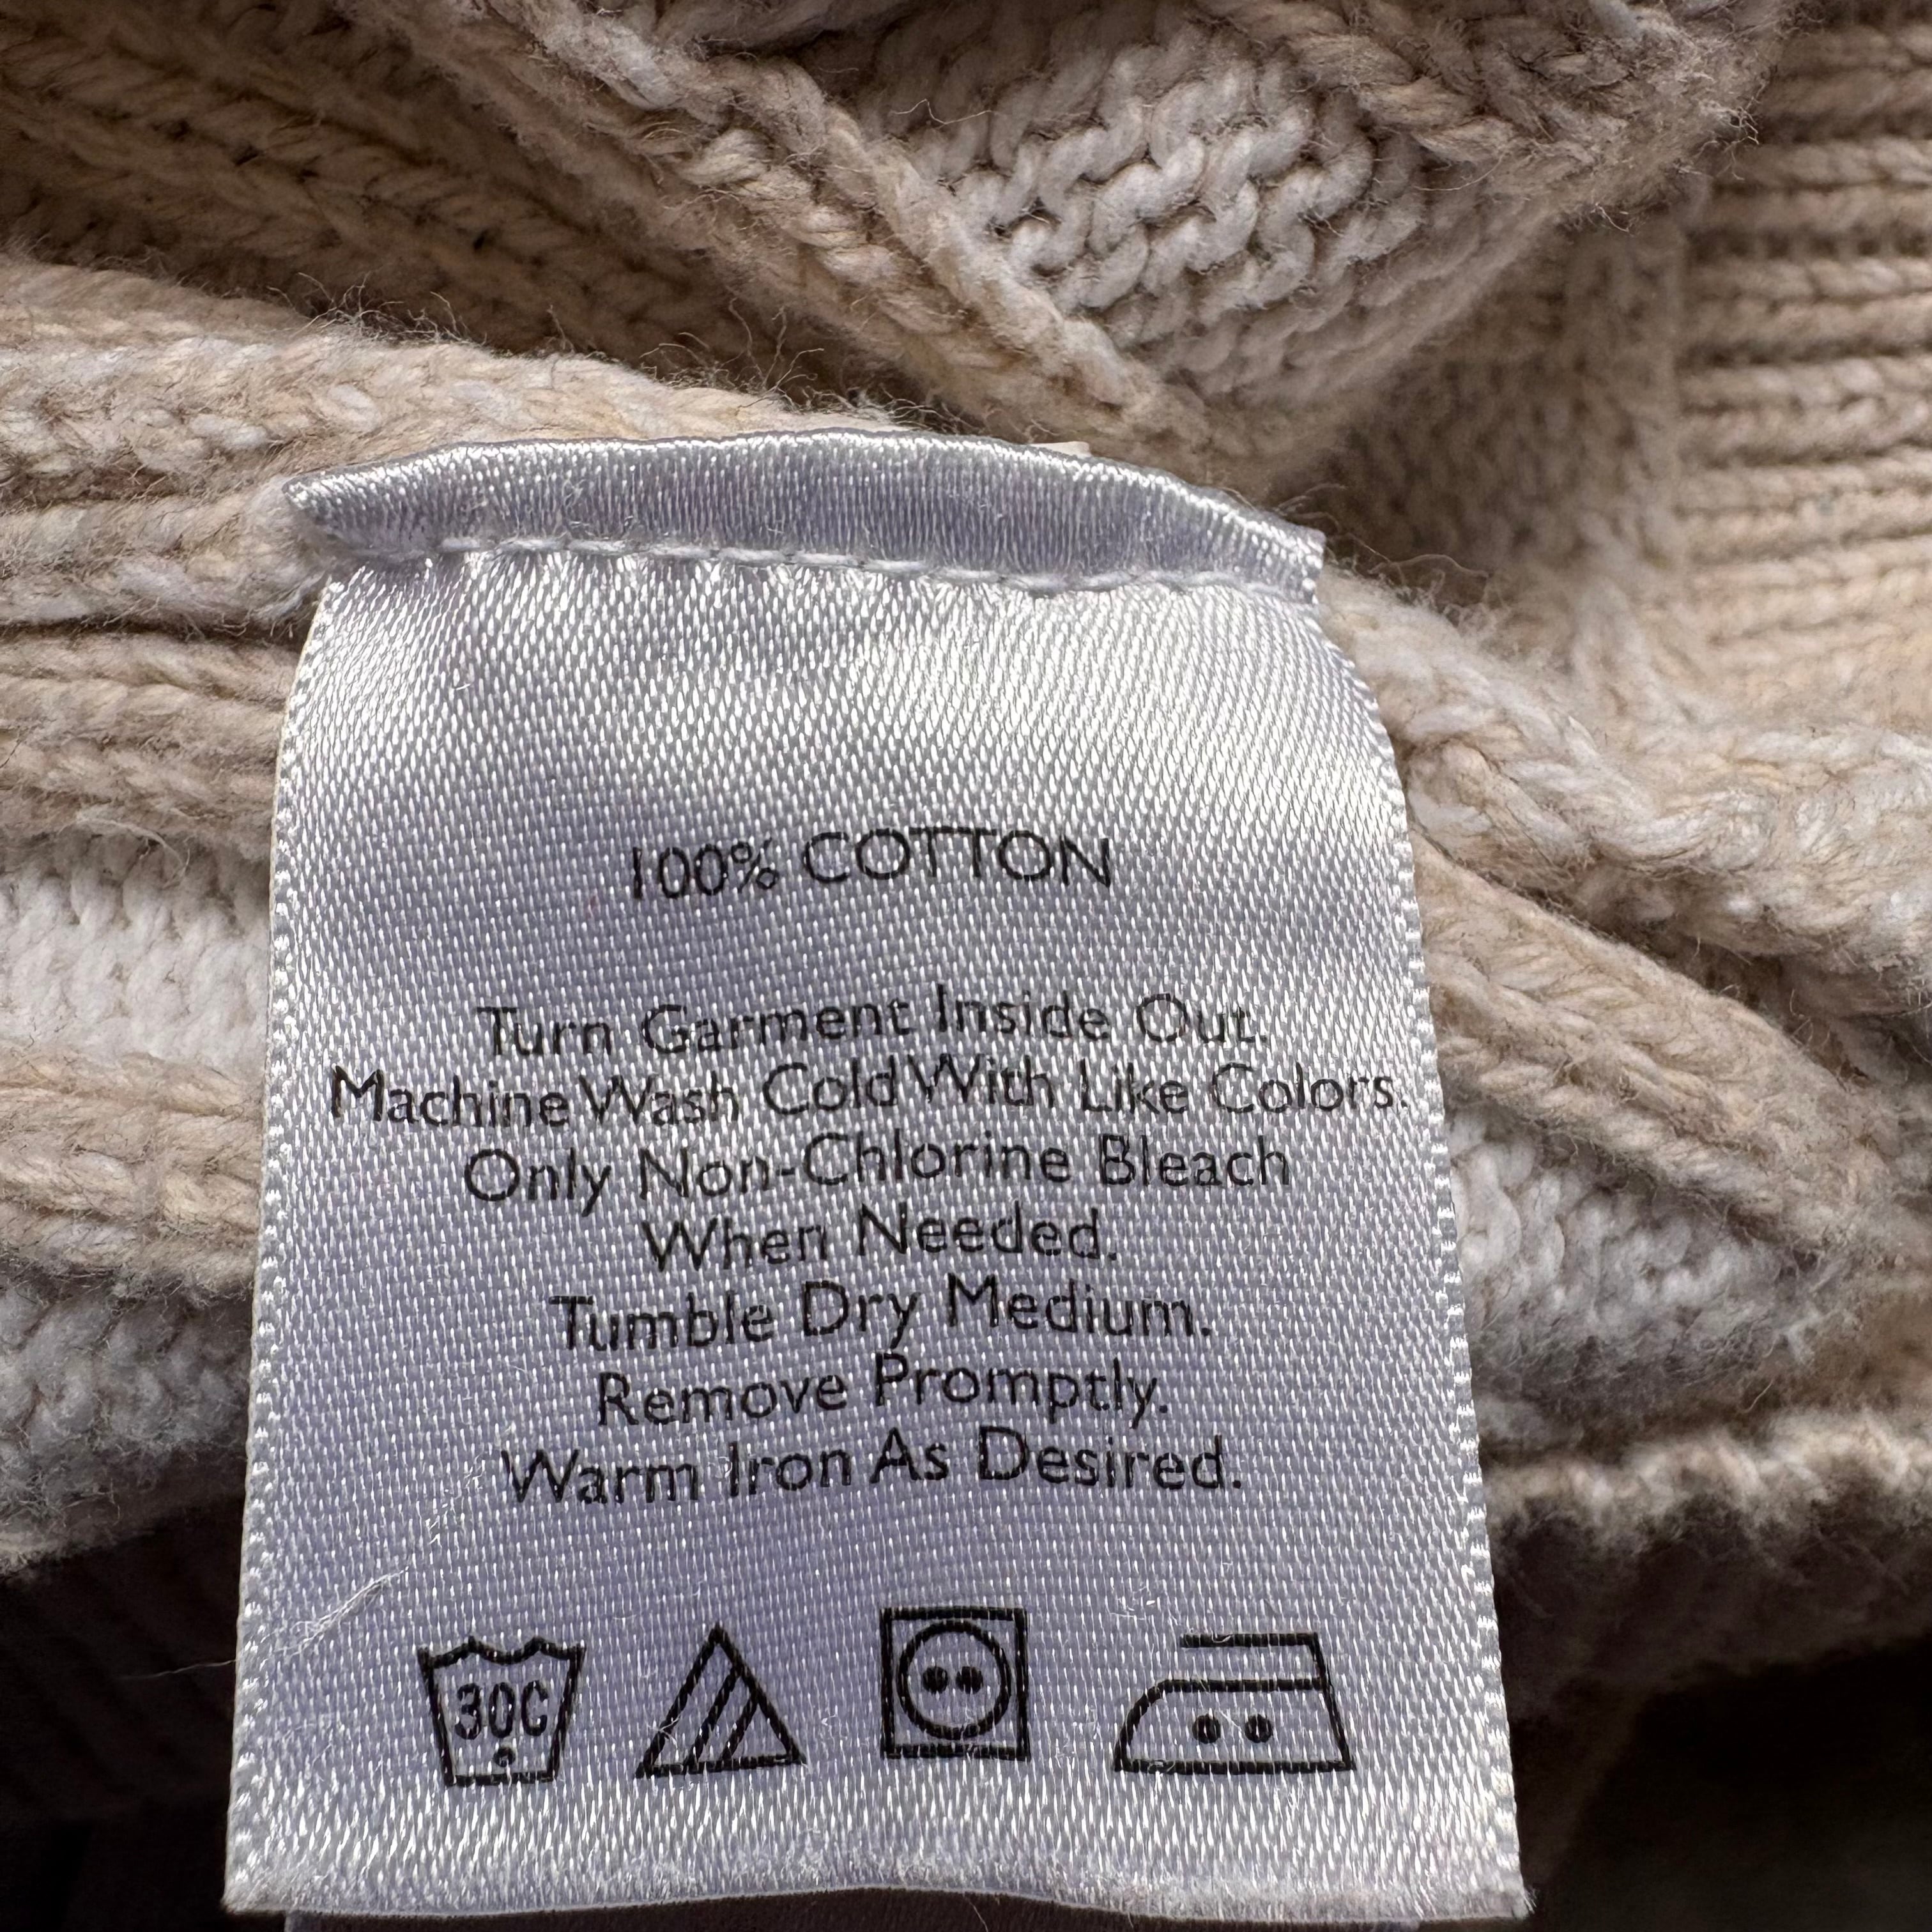 100% COTTON
Turn Garment Inside Out.
Machine Wash Cold With Like Colors.
Only Non-Chlorine Bleach
When Needed.
Tumble Dry Medium.
Remove Promptly.
Warm Iron As Desired.
30C